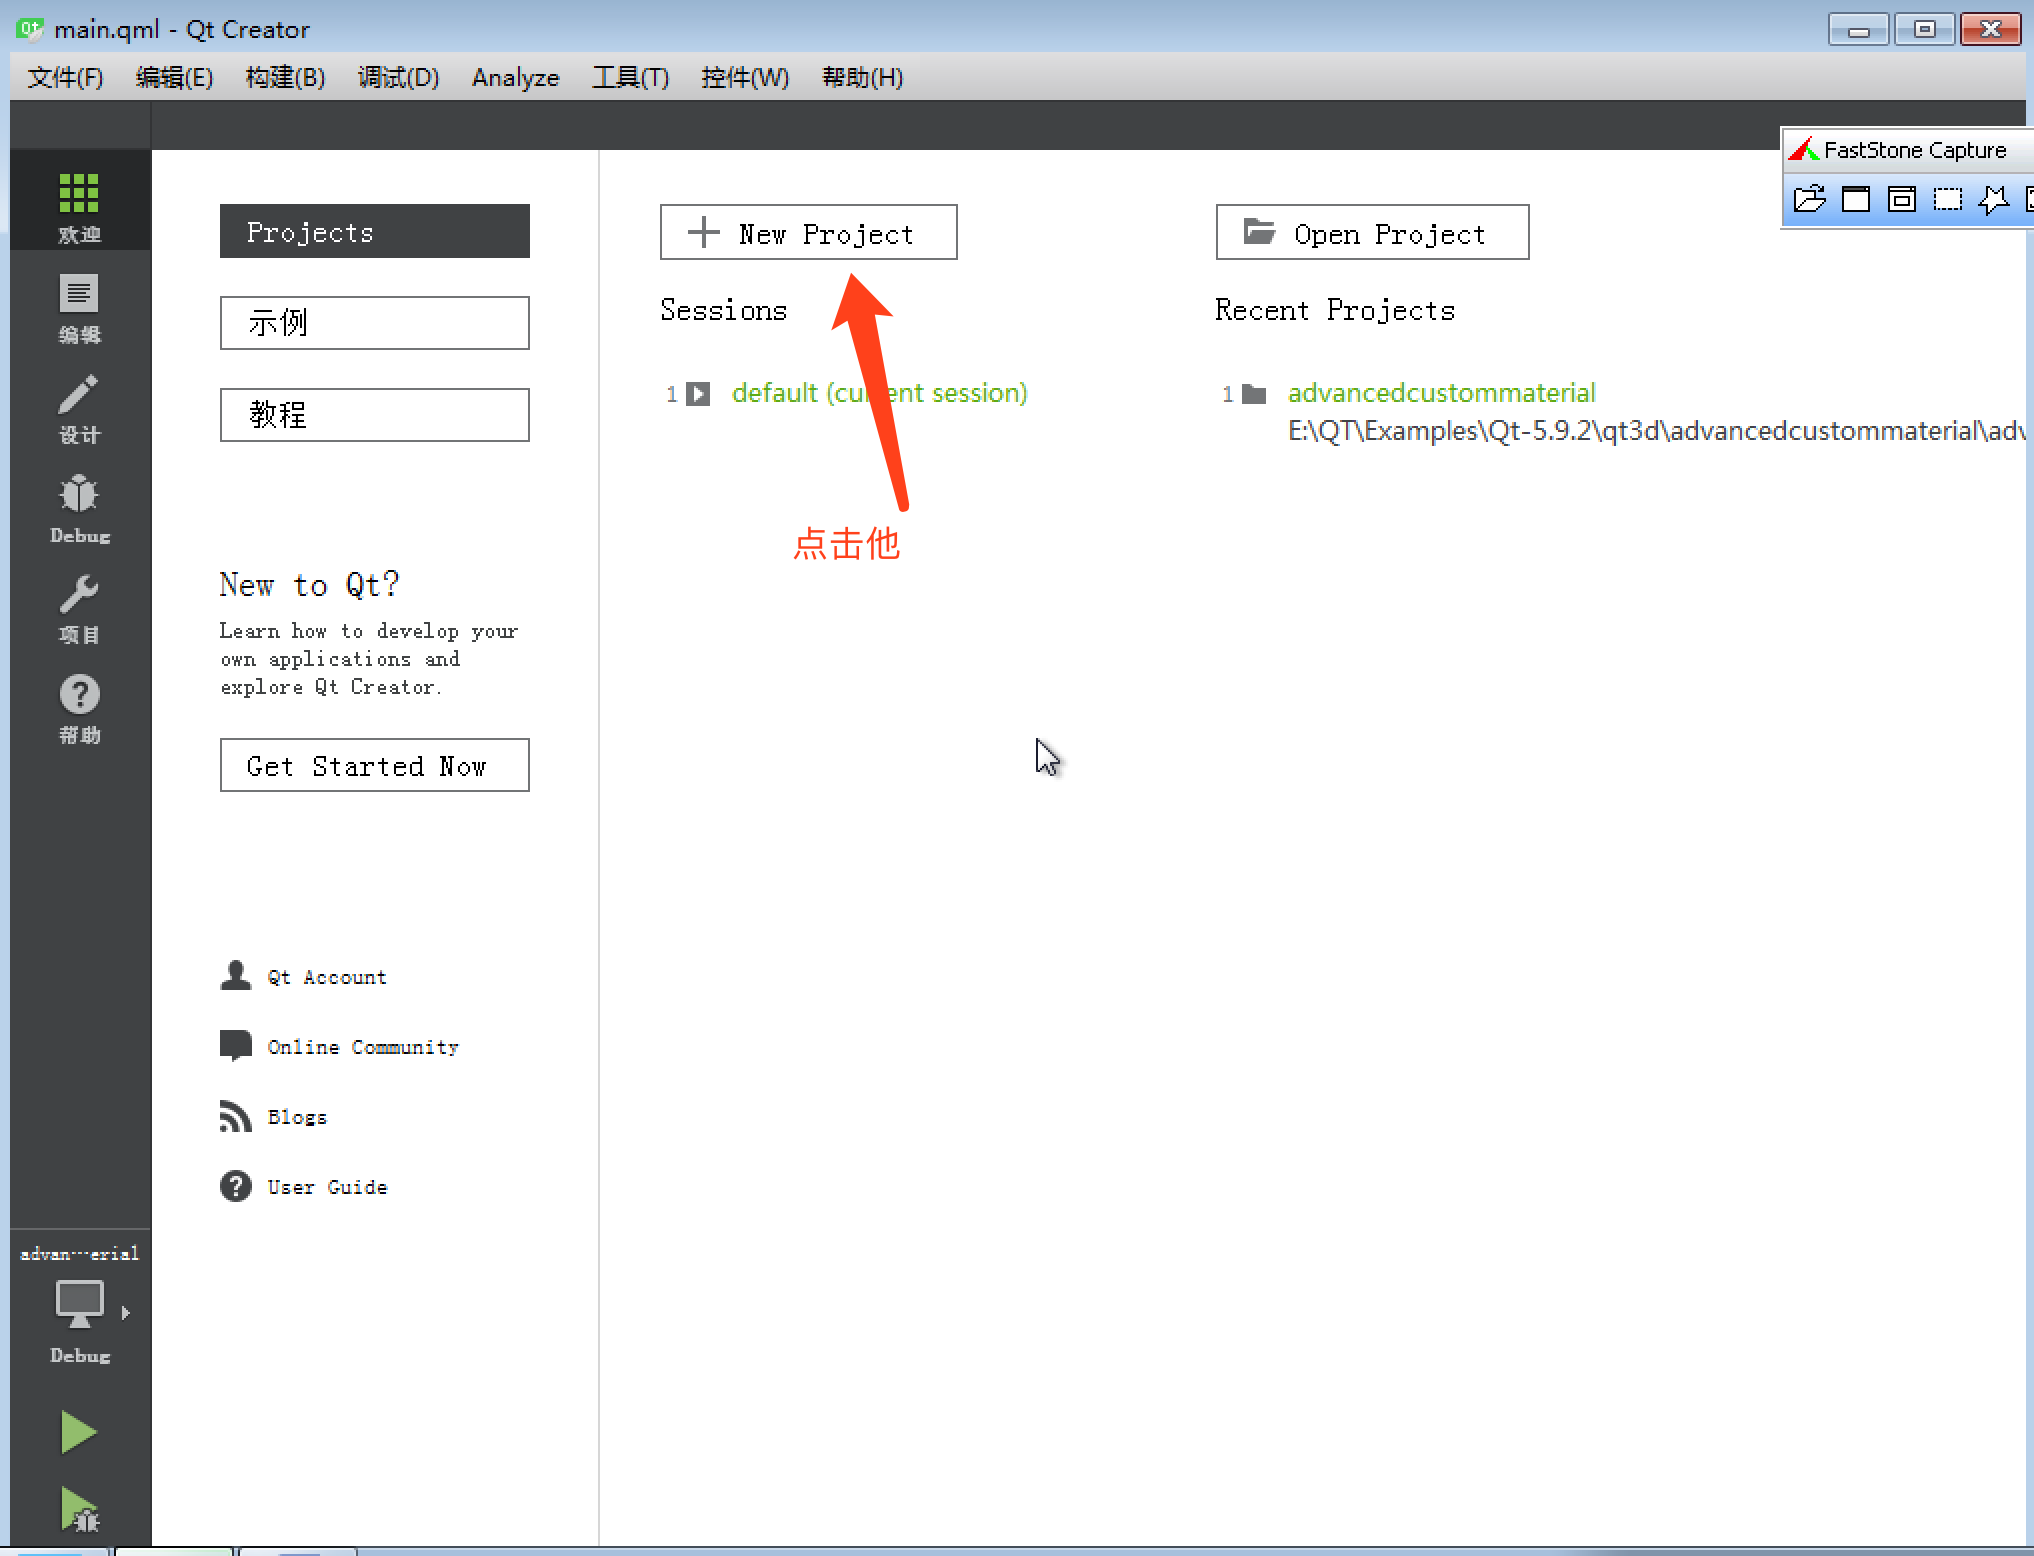 main.qml - Qt Creator
文件(F) 编辑(E) 构建(B) 调试(D) Analyze 工具(T) 控件(W) 帮助(H)
FastStone Capture
欢迎
编辑
设计
Debug
项目
帮助
advan···erial
Debug
Projects
示例
教程
New to Qt?
Learn how to develop your
own applications and
explore Qt Creator.
Get Started Now
Qt Account
Online Community
Blogs
User Guide
New Project
Sessions
1 default (current session)
点击他
Open Project
Recent Projects
1 advancedcustommaterial
E:\QT\Examples\Qt-5.9.2\qt3d\advancedcustommaterial\adv